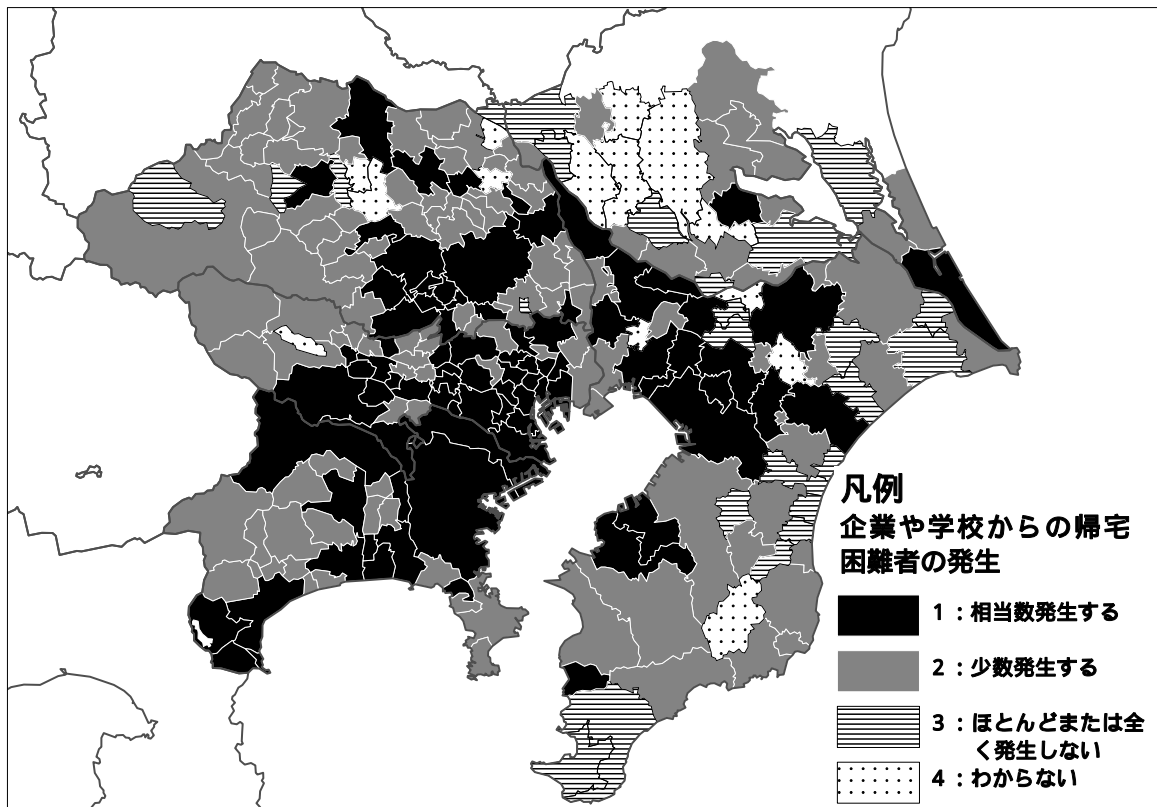 凡例
企業や学校からの帰宅
困難者の発生
1：相当数発生する
2：少数発生する
3：ほとんどまたは全
く発生しない
4：わからない